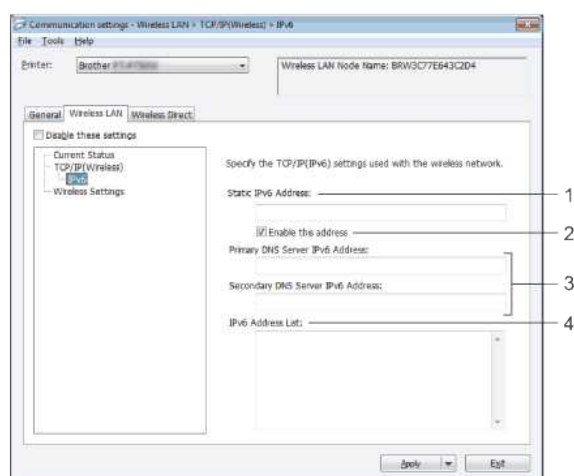 Communication settings - Wireless LAN > TCP/IP(Wireless) > IPv6
File Tools Help
Printer: Brother
Wireless LAN Node Name: BRW3C77E643C2D4
General Wireless LAN Wireless Direct
Disable these settings
Current Status
TCP/IP(Wireless)
IPv6
Wireless Settings
Specify the TCP/IP(IPv6) settings used with the wireless network.
Static IPv6 Address: 1
Enable this address 2
Primary DNS Server IPv6 Address:
3
Secondary DNS Server IPv6 Address:
IPv6 Address List: 4
Apply Exit